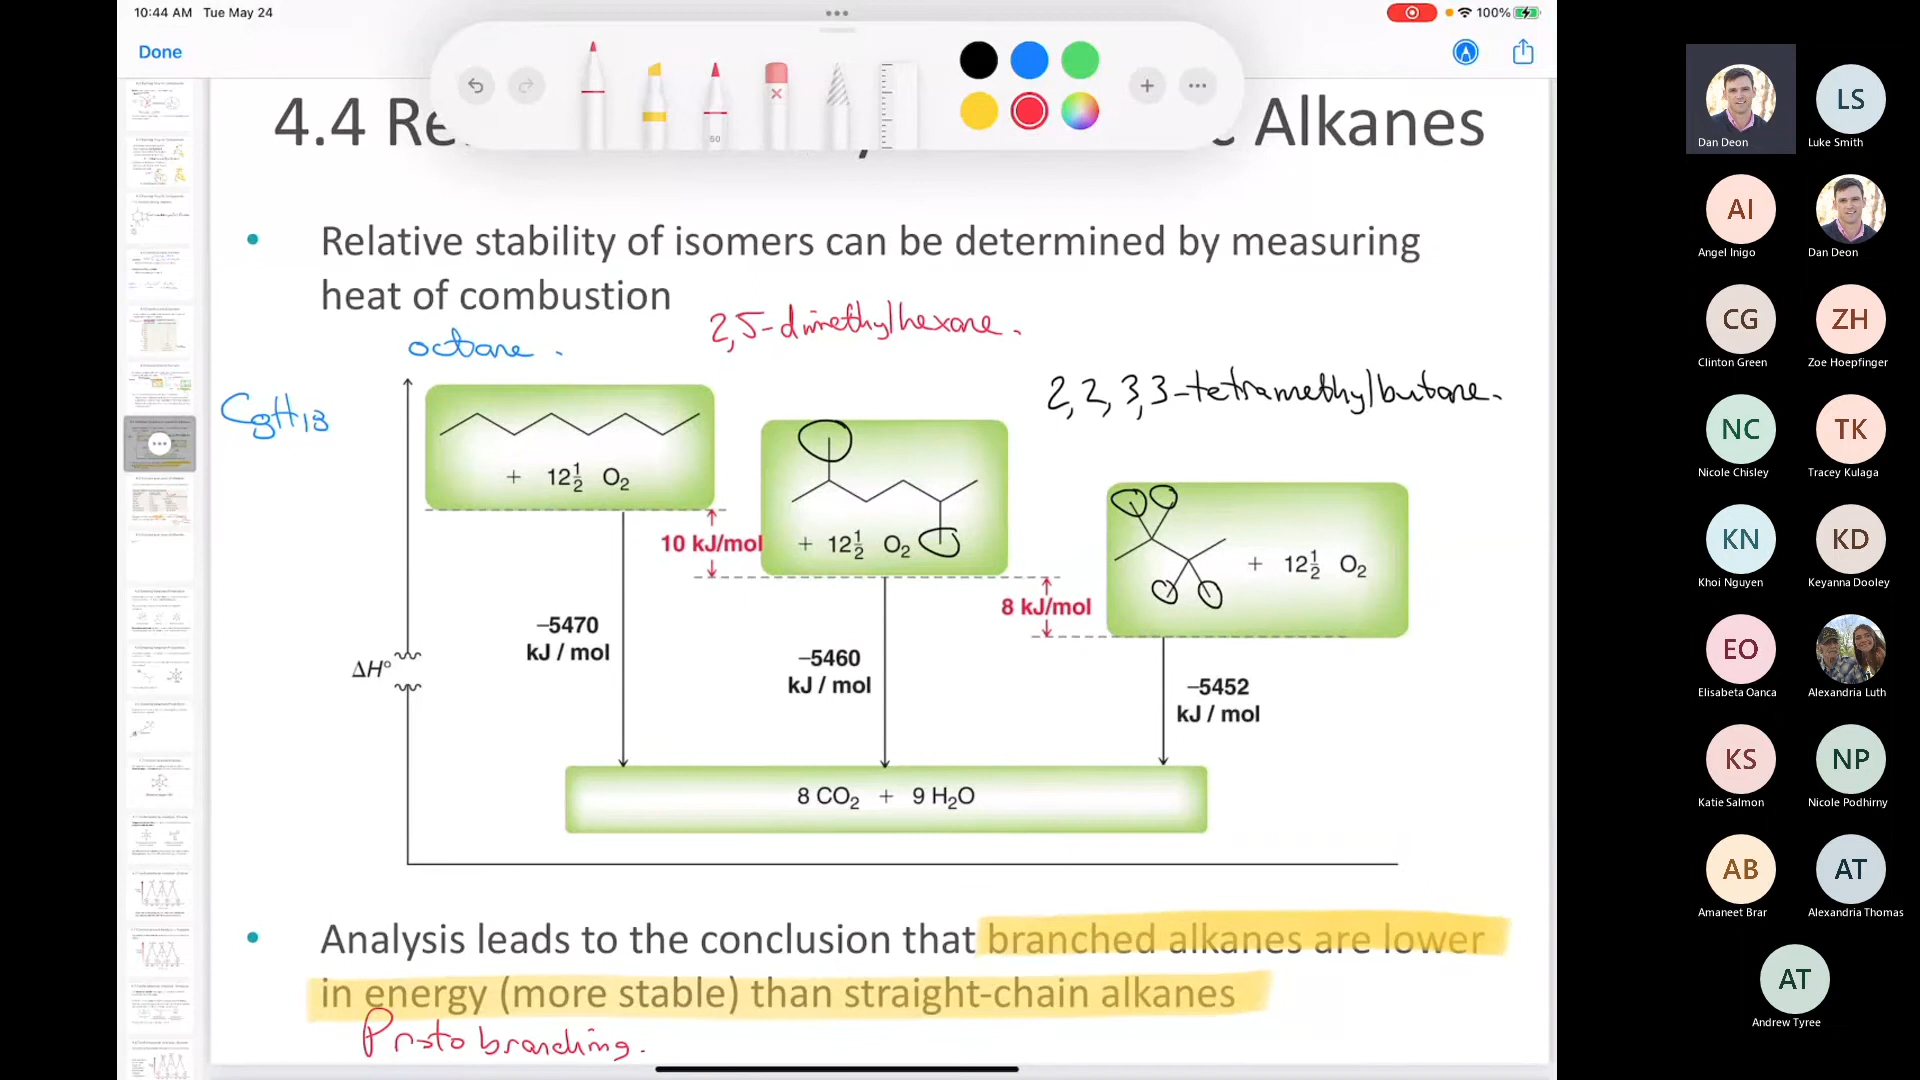 10:44 AM Tue May 24
100%
Done
50
4.4 Re
Alkanes
Relative stability of isomers can be determined by measuring
heat of combustion
2,5-dimethylhexane.
octane.
2,2,3,3-tetramethylbutane.
C8H18
+ 12½ O₂
+ 12½ O₂
+ 12½ O₂
10 kJ/mol
8 kJ/mol
–5470
kJ / mol
–5460
kJ / mol
–5452
kJ / mol
ΔH°
8 CO₂ + 9 H₂O
Analysis leads to the conclusion that branched alkanes are lower
in energy (more stable) than straight-chain alkanes
Protobranching.
Dan Deon
LS
Luke Smith
AI
Angel Inigo
Dan Deon
CG
Clinton Green
ZH
Zoe Hoepfinger
NC
Nicole Chisley
TK
Tracey Kulaga
KN
Khoi Nguyen
KD
Keyanna Dooley
EO
Elisabeta Oanca
Alexandria Luth
KS
Katie Salmon
NP
Nicole Podhirny
AB
Amaneet Brar
AT
Alexandria Thomas
AT
Andrew Tyree